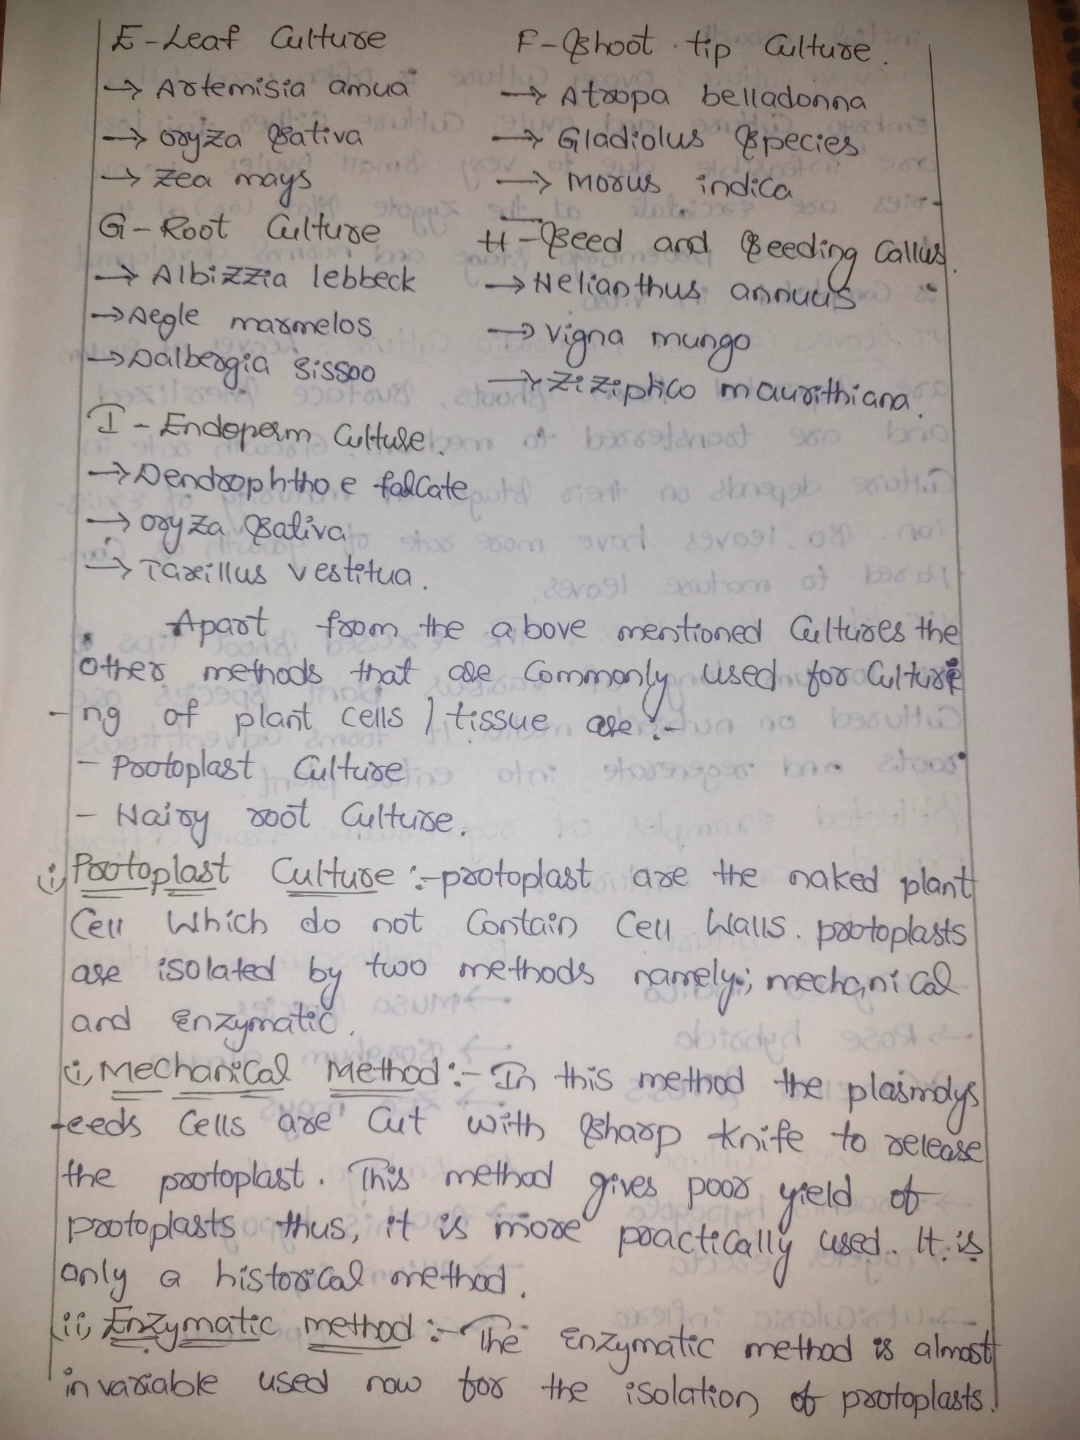 E-Leaf Culture
→ Artemisia amua
→ oryza sativa
→ zea mays
F-Shoot tip Culture.
→ Atropa belladonna
→ Gladiolus species
→ Morus indica
G-Root Culture
→ Albizzia lebbeck
→ Aegle marmelos
→ Dalbergia sissoo
H-Seed and Seeding Callus.
→ Helianthus annuus
→ Vigna mungo
→ Ziziphco maurithiana.
I - Endoperm Culture.
→ Dendrophthoe falcate
→ oryza sativa
→ Taxillus vestitua.
Apart from the above mentioned Cultures the
other methods that are Commonly used for Culturi
-ng of plant cells / tissue are :-
- Protoplast Culture
- Hairy root Culture.
i, Protoplast Culture :- protoplast are the naked plant
Cell Which do not Contain Cell Walls. protoplasts
are isolated by two methods namely; mechanical
and Enzymatic.
i, Mechanical Method :- In this method the plasmolys
-eeds Cells are Cut with sharp knife to release
the protoplast. This method gives poor yield of
protoplasts thus, it is more practically used. It is
only a historical method.
ii, Enzymatic method :- The Enzymatic method is almost
invariable used now for the isolation of protoplasts.